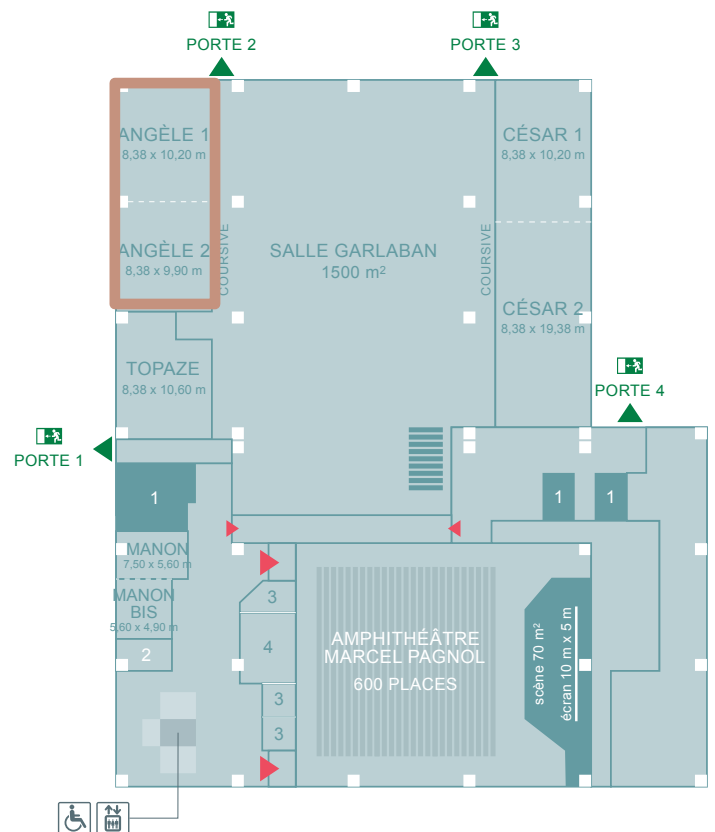 PORTE 2
PORTE 3
ANGÈLE 1
8,38 x 10,20 m
CÉSAR 1
8,38 x 10,20 m
ANGÈLE 2
8,38 x 9,90 m
COURSIVE
SALLE GARLABAN
1500 m²
COURSIVE
CÉSAR 2
8,38 x 19,38 m
TOPAZE
8,38 x 10,60 m
PORTE 4
PORTE 1
1
1
1
MANON
7,50 x 5,60 m
MANON
BIS
5,60 x 4,90 m
2
3
4
3
3
AMPHITHÉÂTRE
MARCEL PAGNOL
600 PLACES
scène 70 m²
écran 10 m x 5 m